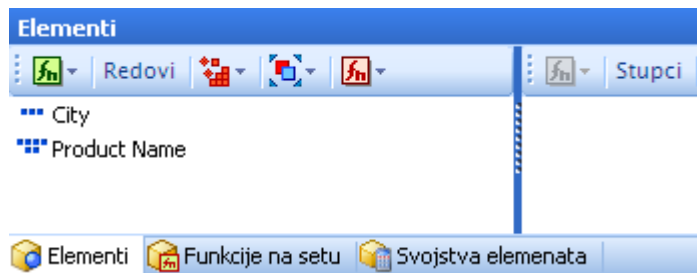 Elementi
Redovi Stupci
City
Product Name
Elementi Funkcije na setu Svojstva elemenata